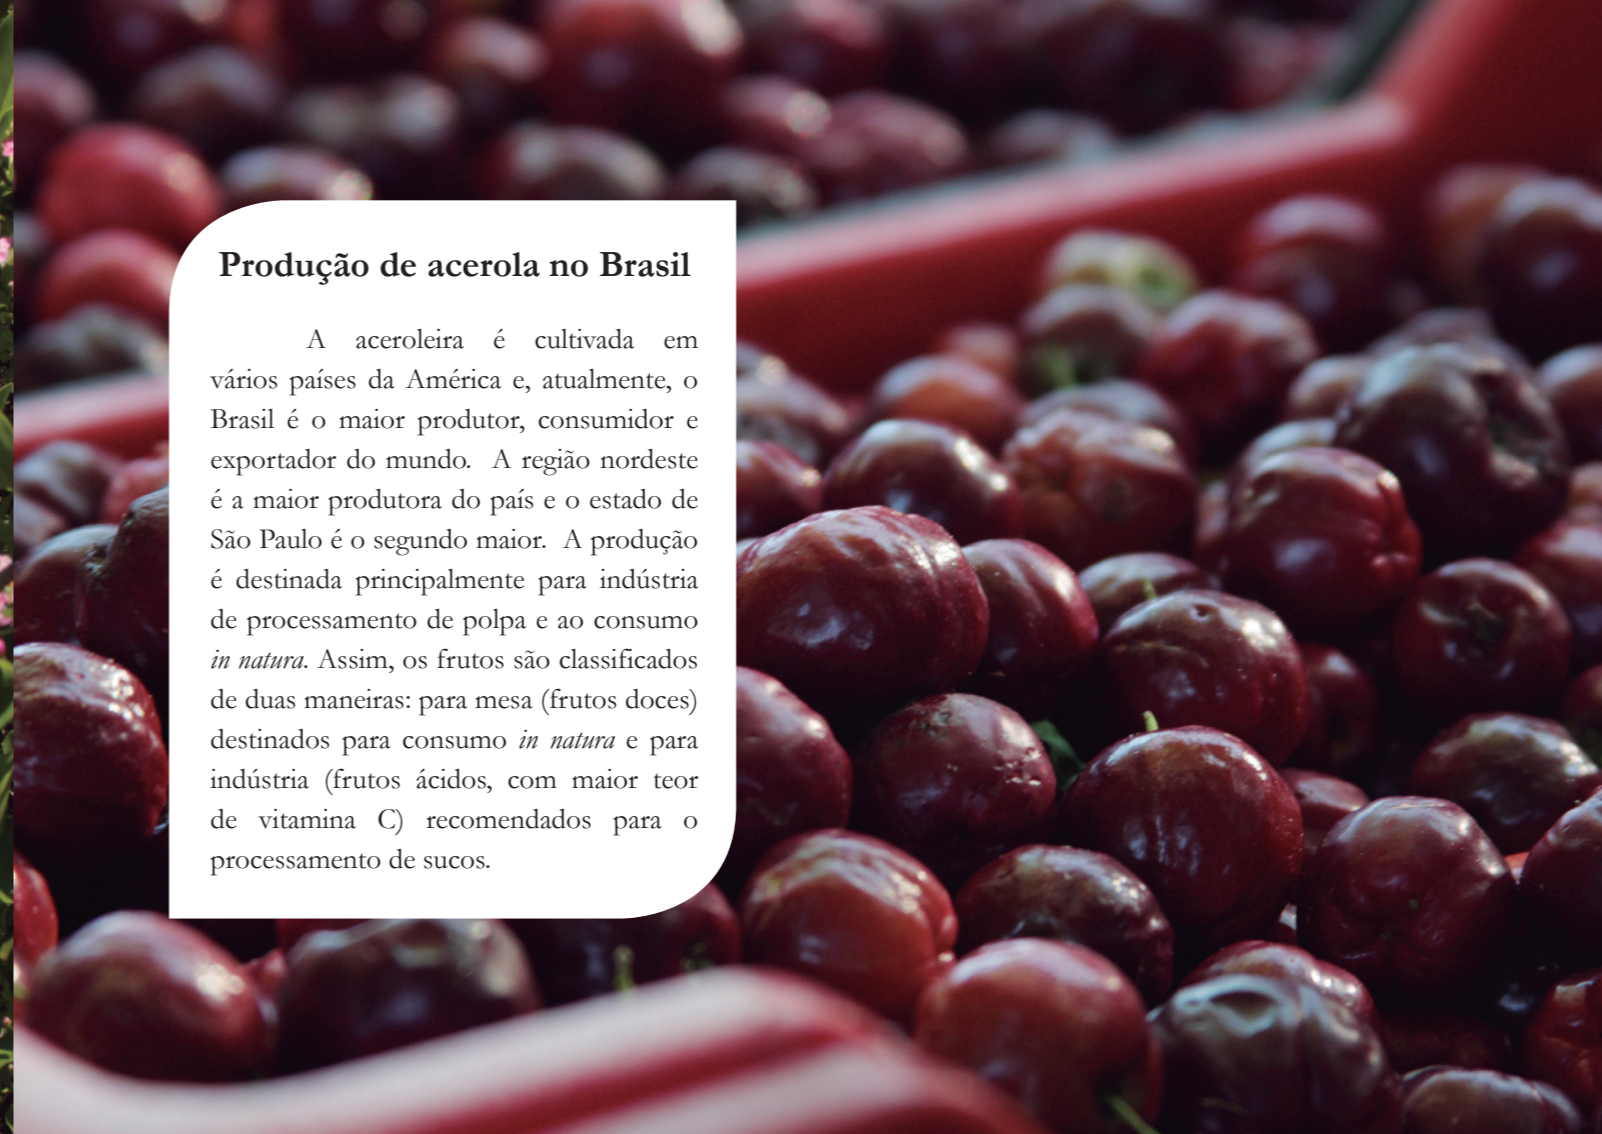 Produção de acerola no Brasil
A aceroleira é cultivada em
vários países da América e, atualmente, o
Brasil é o maior produtor, consumidor e
exportador do mundo. A região nordeste
é a maior produtora do país e o estado de
São Paulo é o segundo maior. A produção
é destinada principalmente para indústria
de processamento de polpa e ao consumo
in natura. Assim, os frutos são classificados
de duas maneiras: para mesa (frutos doces)
destinados para consumo in natura e para
indústria (frutos ácidos, com maior teor
de vitamina C) recomendados para o
processamento de sucos.